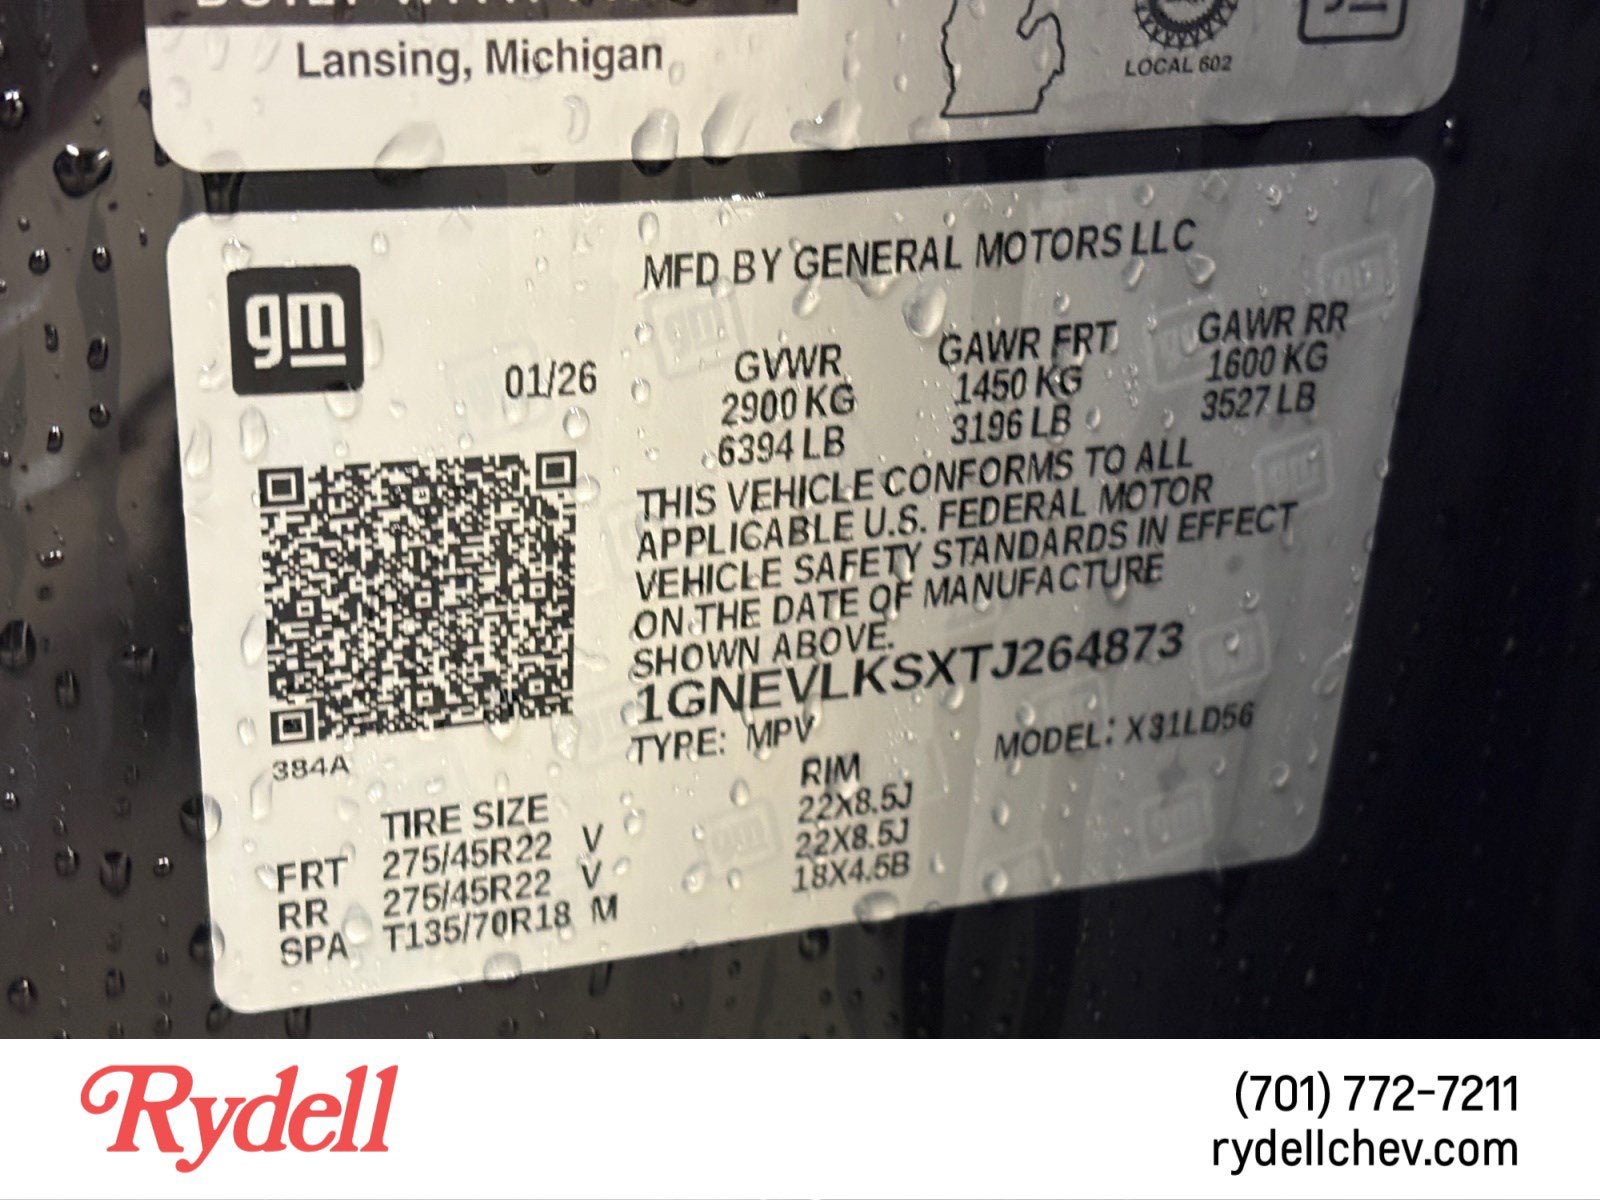 Lansing, Michigan
LOCAL 602
gm
MFD BY GENERAL MOTORS LLC
01/26
GVWR GAWR FRT GAWR RR
2900 KG 1450 KG 1600 KG
6394 LB 3196 LB 3527 LB
THIS VEHICLE CONFORMS TO ALL
APPLICABLE U.S. FEDERAL MOTOR
VEHICLE SAFETY STANDARDS IN EFFECT
ON THE DATE OF MANUFACTURE
SHOWN ABOVE.
1GNEVLKSXTJ264873
TYPE: MPV MODEL: X31LD56
384A
TIRE SIZE RIM
FRT 275/45R22 V 22X8.5J
RR 275/45R22 V 22X8.5J
SPA T135/70R18 M 18X4.5B
Rydell
(701) 772-7211
rydellchev.com